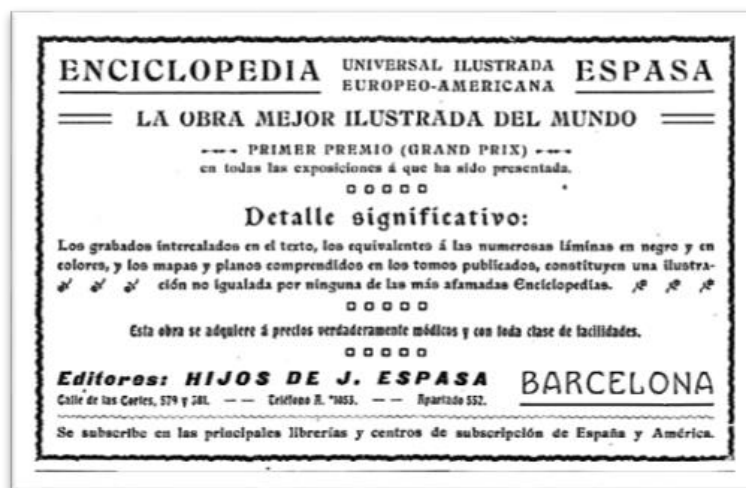 ENCICLOPEDIA UNIVERSAL ILUSTRADA EUROPEO-AMERICANA ESPASA
LA OBRA MEJOR ILUSTRADA DEL MUNDO
PRIMER PREMIO (GRAND PRIX)
en todas las exposiciones á que ha sido presentada.
Detalle significativo:
Los grabados intercalados en el texto, los equivalentes á las numerosas láminas en negro y en
colores, y los mapas y planos comprendidos en los tomos publicados, constituyen una ilustra-
ción no igualada por ninguna de las más afamadas Enciclopedias.
Esta obra se adquiere á precios verdaderamente módicos y con toda clase de facilidades.
Editores: HIJOS DE J. ESPASA BARCELONA
Calle de las Cortes, 579 y 581. — — Teléfono A. 1053. — — Apartado 552.
Se subscribe en las principales librerías y centros de subscripción de España y América.